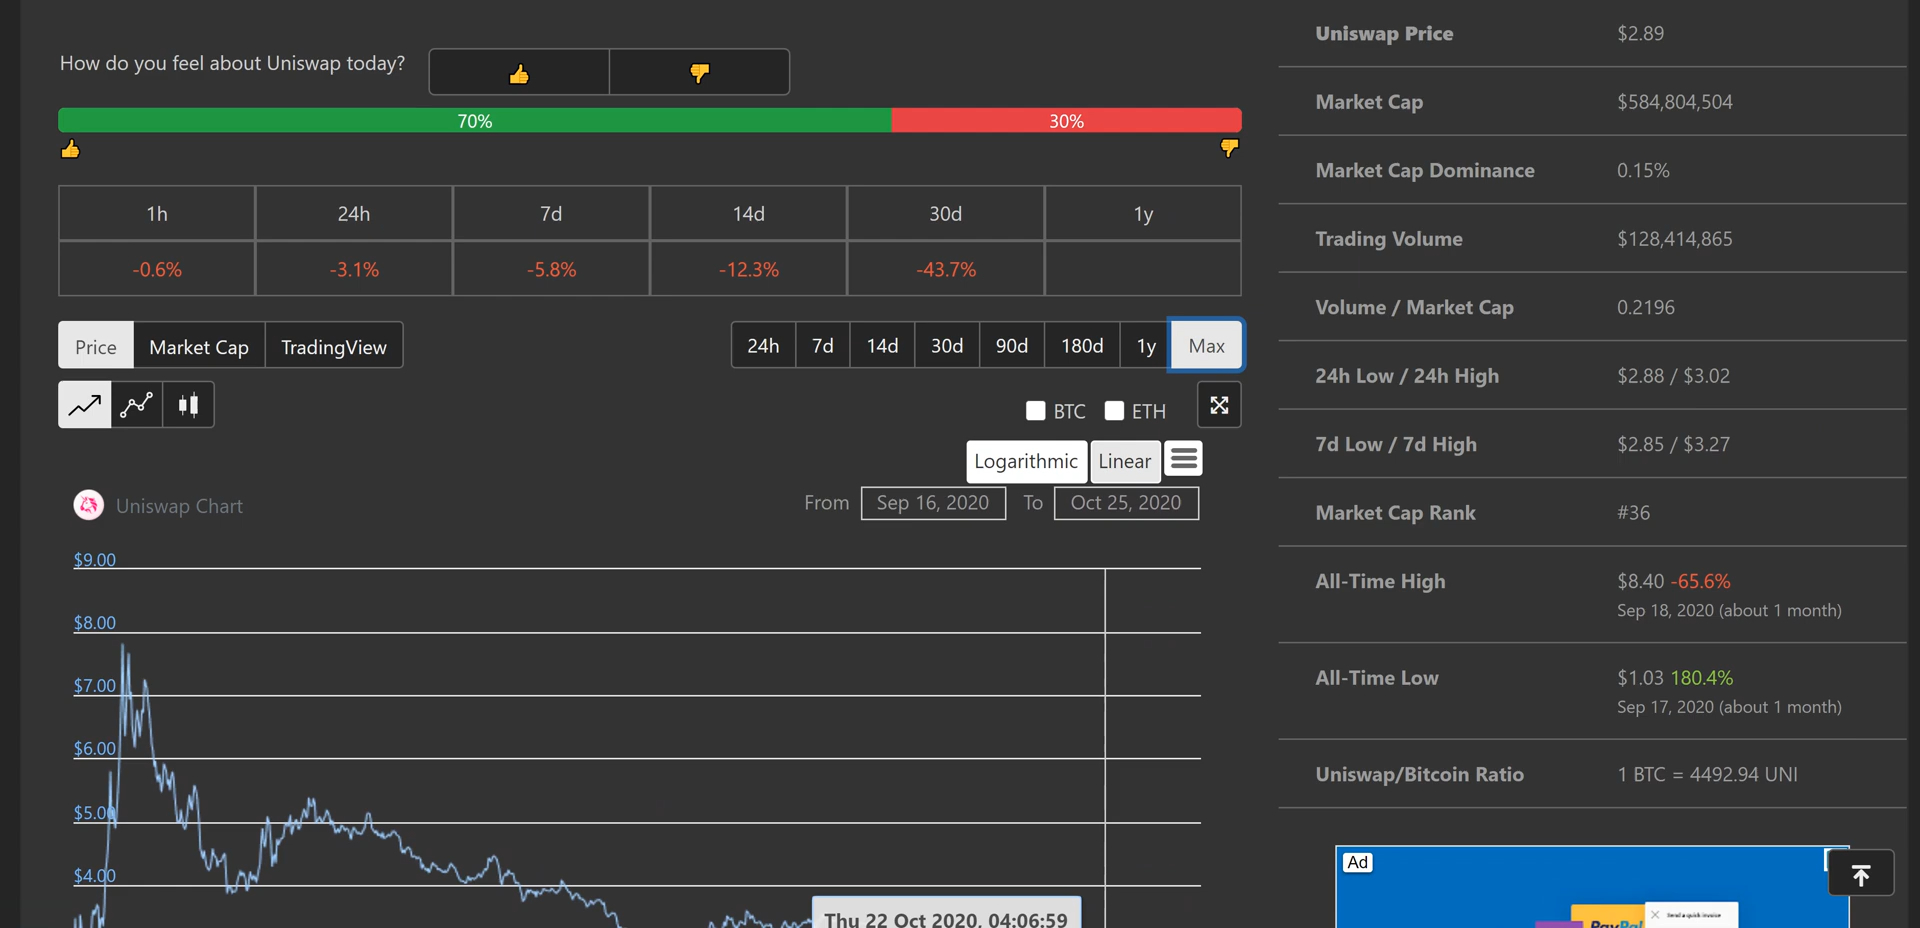 How do you feel about Uniswap today?
70% 30%
1h 24h 7d 14d 30d 1y
-0.6% -3.1% -5.8% -12.3% -43.7%
Price Market Cap TradingView
24h 7d 14d 30d 90d 180d 1y Max
BTC ETH
Logarithmic Linear
Uniswap Chart
From Sep 16, 2020 To Oct 25, 2020
$9.00
$8.00
$7.00
$6.00
$5.00
$4.00
Thu 22 Oct 2020, 04:06:59
Uniswap Price $2.89
Market Cap $584,804,504
Market Cap Dominance 0.15%
Trading Volume $128,414,865
Volume / Market Cap 0.2196
24h Low / 24h High $2.88 / $3.02
7d Low / 7d High $2.85 / $3.27
Market Cap Rank #36
All-Time High $8.40 -65.6%
Sep 18, 2020 (about 1 month)
All-Time Low $1.03 180.4%
Sep 17, 2020 (about 1 month)
Uniswap/Bitcoin Ratio 1 BTC = 4492.94 UNI
Ad
Send a quick invoice
PayPal